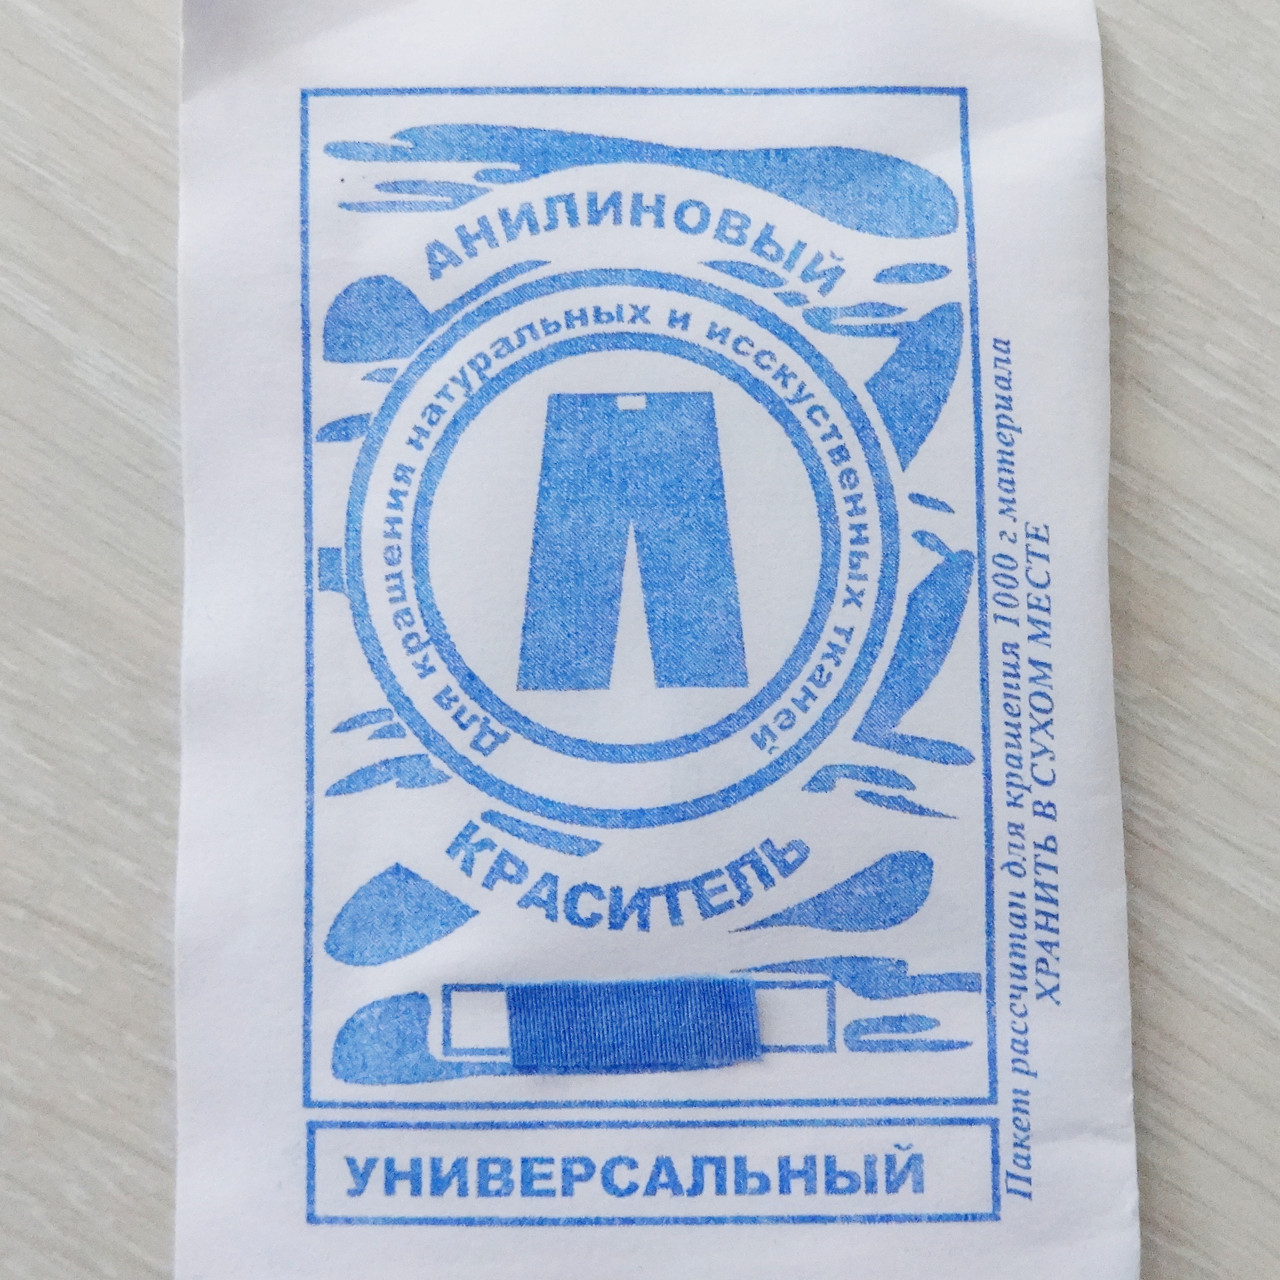 АНИЛИНОВЫЙ
для крашения натуральных и исскуственных тканей
КРАСИТЕЛЬ
УНИВЕРСАЛЬНЫЙ
Пакет рассчитан для крашения 1000 г материала
ХРАНИТЬ В СУХОМ МЕСТЕ